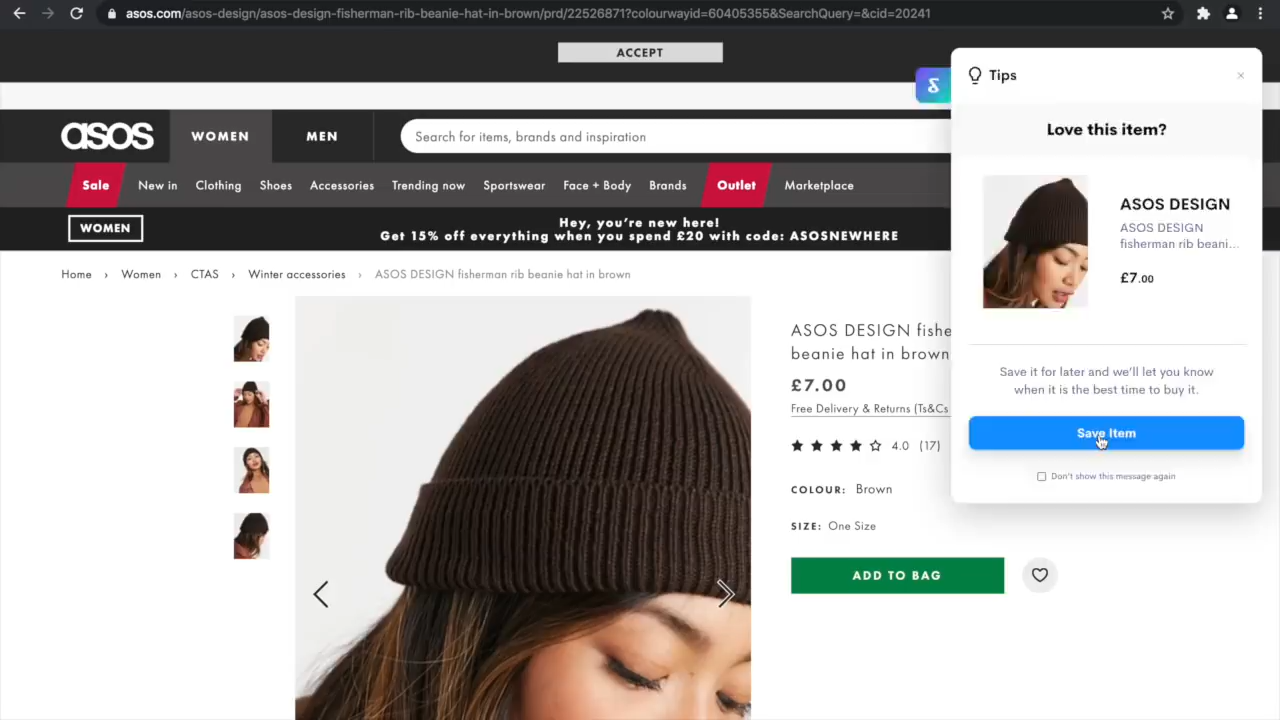 asos.com/asos-design/asos-design-fisherman-rib-beanie-hat-in-brown/prd/22526871?colourwayid=60405355&SearchQuery=&cid=20241
ACCEPT
asos
WOMEN
MEN
Search for items, brands and inspiration
Sale
New in
Clothing
Shoes
Accessories
Trending now
Sportswear
Face + Body
Brands
Outlet
Marketplace
WOMEN
Hey, you're new here!
Get 15% off everything when you spend £20 with code: ASOSNEWHERE
Home › Women › CTAS › Winter accessories › ASOS DESIGN fisherman rib beanie hat in brown
ASOS DESIGN fishe
beanie hat in brown
£7.00
Free Delivery & Returns (Ts&Cs
4.0 (17)
COLOUR: Brown
SIZE: One Size
ADD TO BAG
Tips
Love this item?
ASOS DESIGN
ASOS DESIGN
fisherman rib beani...
£7.00
Save it for later and we'll let you know
when it is the best time to buy it.
Save Item
Don't show this message again